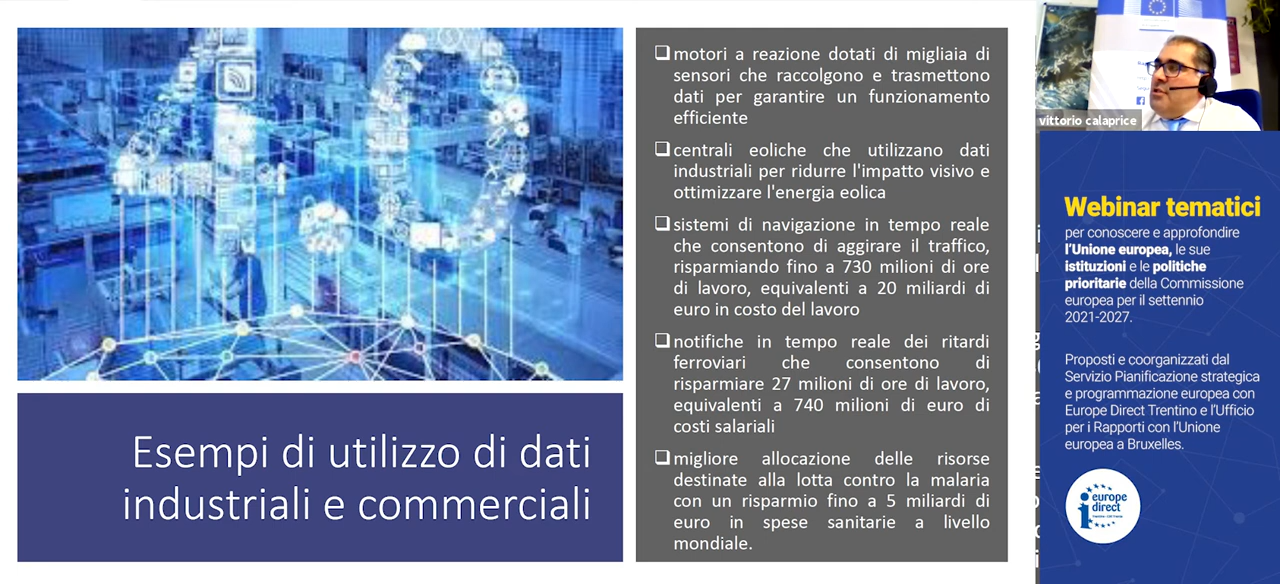 motori a reazione dotati di migliaia di
sensori che raccolgono e trasmettono
dati per garantire un funzionamento
efficiente
centrali eoliche che utilizzano dati
industriali per ridurre l'impatto visivo e
ottimizzare l'energia eolica
sistemi di navigazione in tempo reale
che consentono di aggirare il traffico,
risparmiando fino a 730 milioni di ore
di lavoro, equivalenti a 20 miliardi di
euro in costo del lavoro
notifiche in tempo reale dei ritardi
ferroviari che consentono di
risparmiare 27 milioni di ore di lavoro,
equivalenti a 740 milioni di euro di
costi salariali
migliore allocazione delle risorse
destinate alla lotta contro la malaria
con un risparmio fino a 5 miliardi di
euro in spese sanitarie a livello
mondiale.
Esempi di utilizzo di dati
industriali e commerciali
vittorio calaprice
Webinar tematici
per conoscere e approfondire
l'Unione europea, le sue
istituzioni e le politiche
prioritarie della Commissione
europea per il settennio
2021-2027.
Proposti e coorganizzati dal
Servizio Pianificazione strategica
e programmazione europea con
Europe Direct Trentino e l'Ufficio
per i Rapporti con l'Unione
europea a Bruxelles.
europe
direct